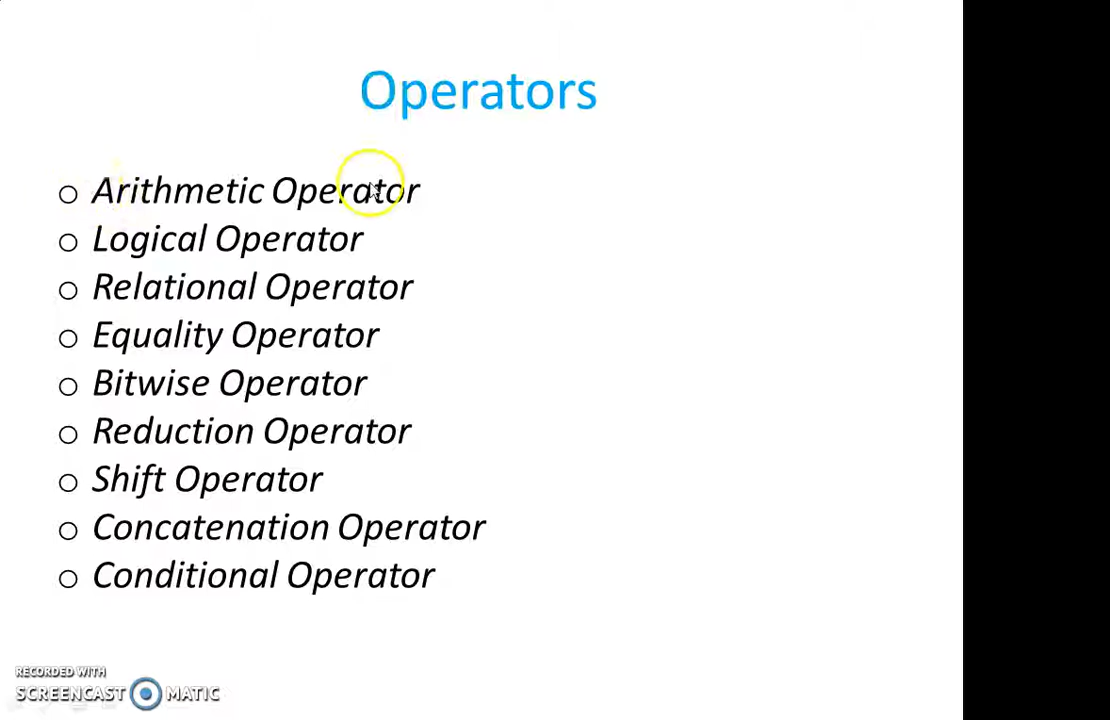 Operators
o Arithmetic Operator
o Logical Operator
o Relational Operator
o Equality Operator
o Bitwise Operator
o Reduction Operator
o Shift Operator
o Concatenation Operator
o Conditional Operator
RECORDED WITH
SCREENCAST MATIC